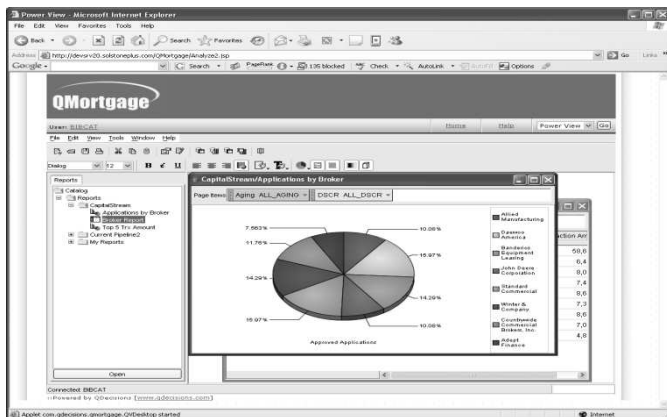 Power View - Microsoft Internet Explorer
File Edit View Favorites Tools Help
Back Search Favorites
Address http://devsrv20.solstoneplus.com/QMortgage/Analyze2.jsp Go Links
Google Search PageRank 135 blocked Check AutoLink Options
QMortgage
User: BIBCAT Home Help Power View Go
File Edit View Tools Window Help
Dialog 12 B U
Reports
Catalog
Reports
CapitalStream
Applications by Broker
Broker Report
Top 5 Trx Amount
Current Pipeline2
My Reports
Open
CapitalStream/Applications by Broker
Page Items Aging ALL_AGING DSCR ALL_DSCR
7.563%
11.76%
14.29%
15.97%
10.08%
15.97%
14.29%
10.08%
Approved Applications
Allied Manufacturing
Daewoo America
Equipment Leasing
John Deere Corporation
Standard Commercial
Winter & Company
Countrywide Commercial Brokers, Inc.
Adept Finance
ction Am
59,6
6,4
8,0
7,4
8,6
7,3
8,6
7,0
4,8
Connected: BIBCAT
::Powered by QDecisions [www.qdecisions.com]
Applet com.qdecisions.qmortgage.QVDesktop started Internet